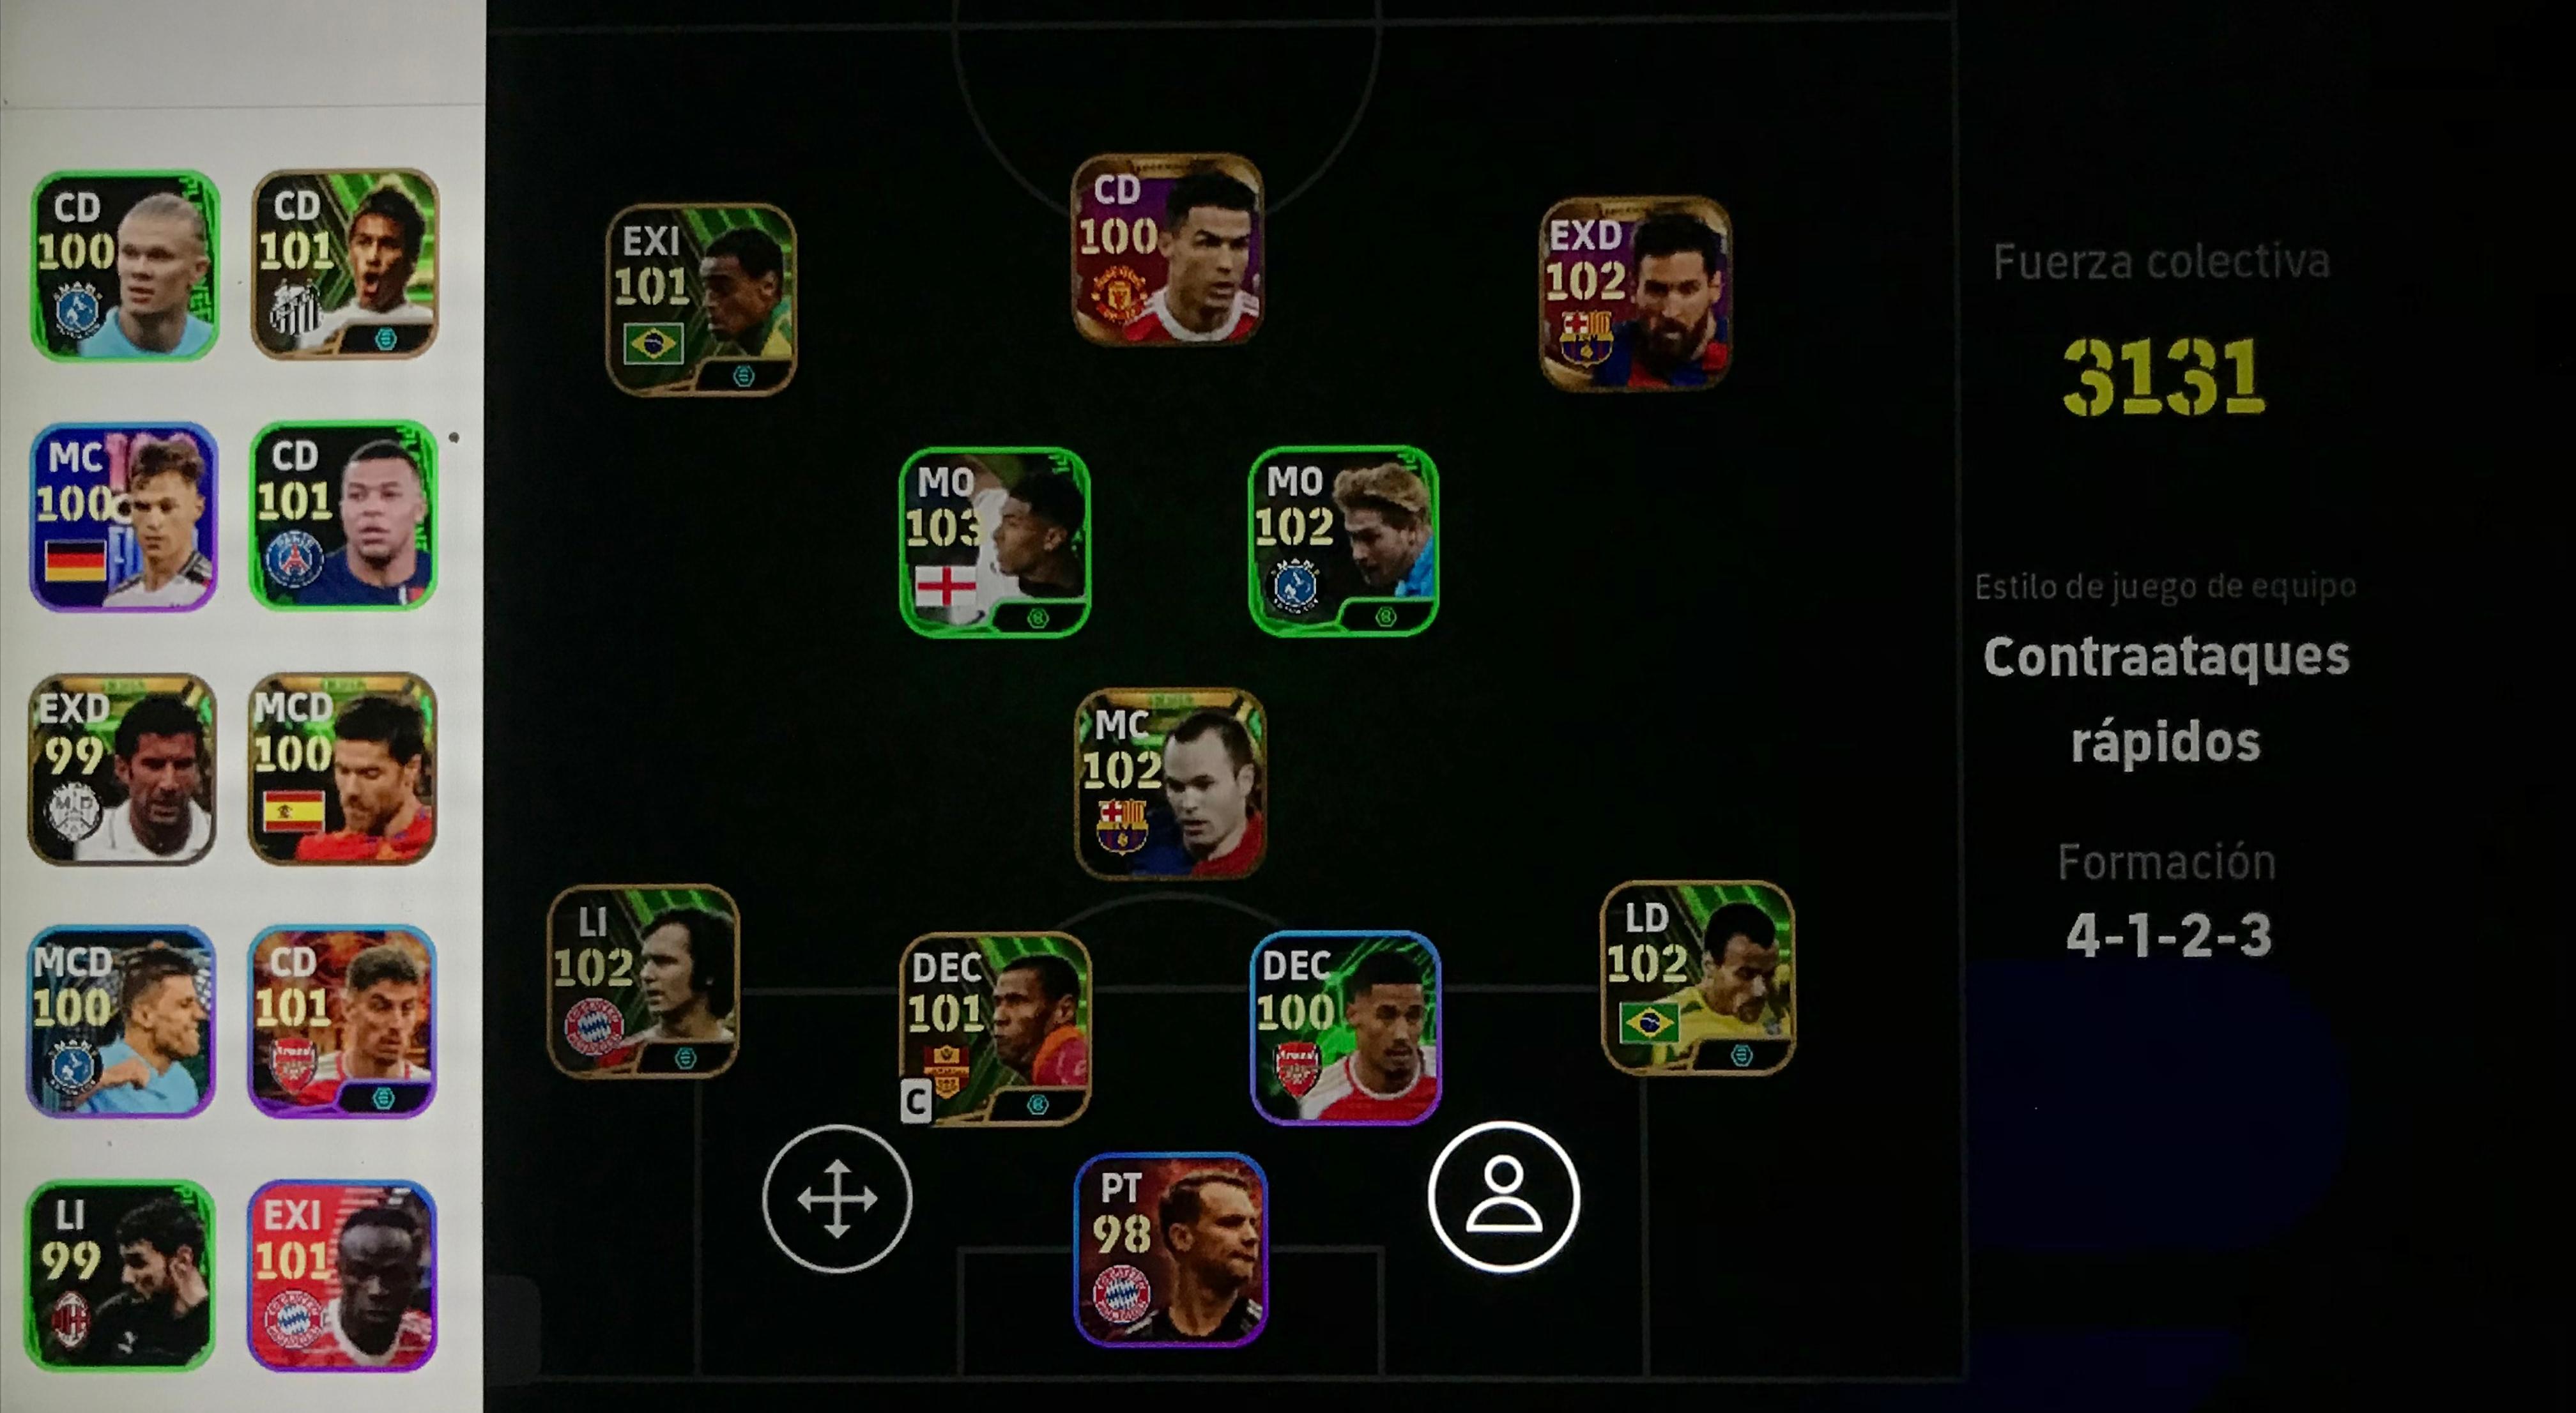 CD
100
CD
101
MC
100
CD
101
EXD
99
MCD
100
MCD
100
CD
101
LI
99
EXI
101
EXI
101
CD
100
EXD
102
MO
103
MO
102
MC
102
LI
102
DEC
101
C
DEC
100
LD
102
PT
98
Fuerza colectiva
3131
Estilo de juego de equipo
Contraataques
rápidos
Formación
4-1-2-3